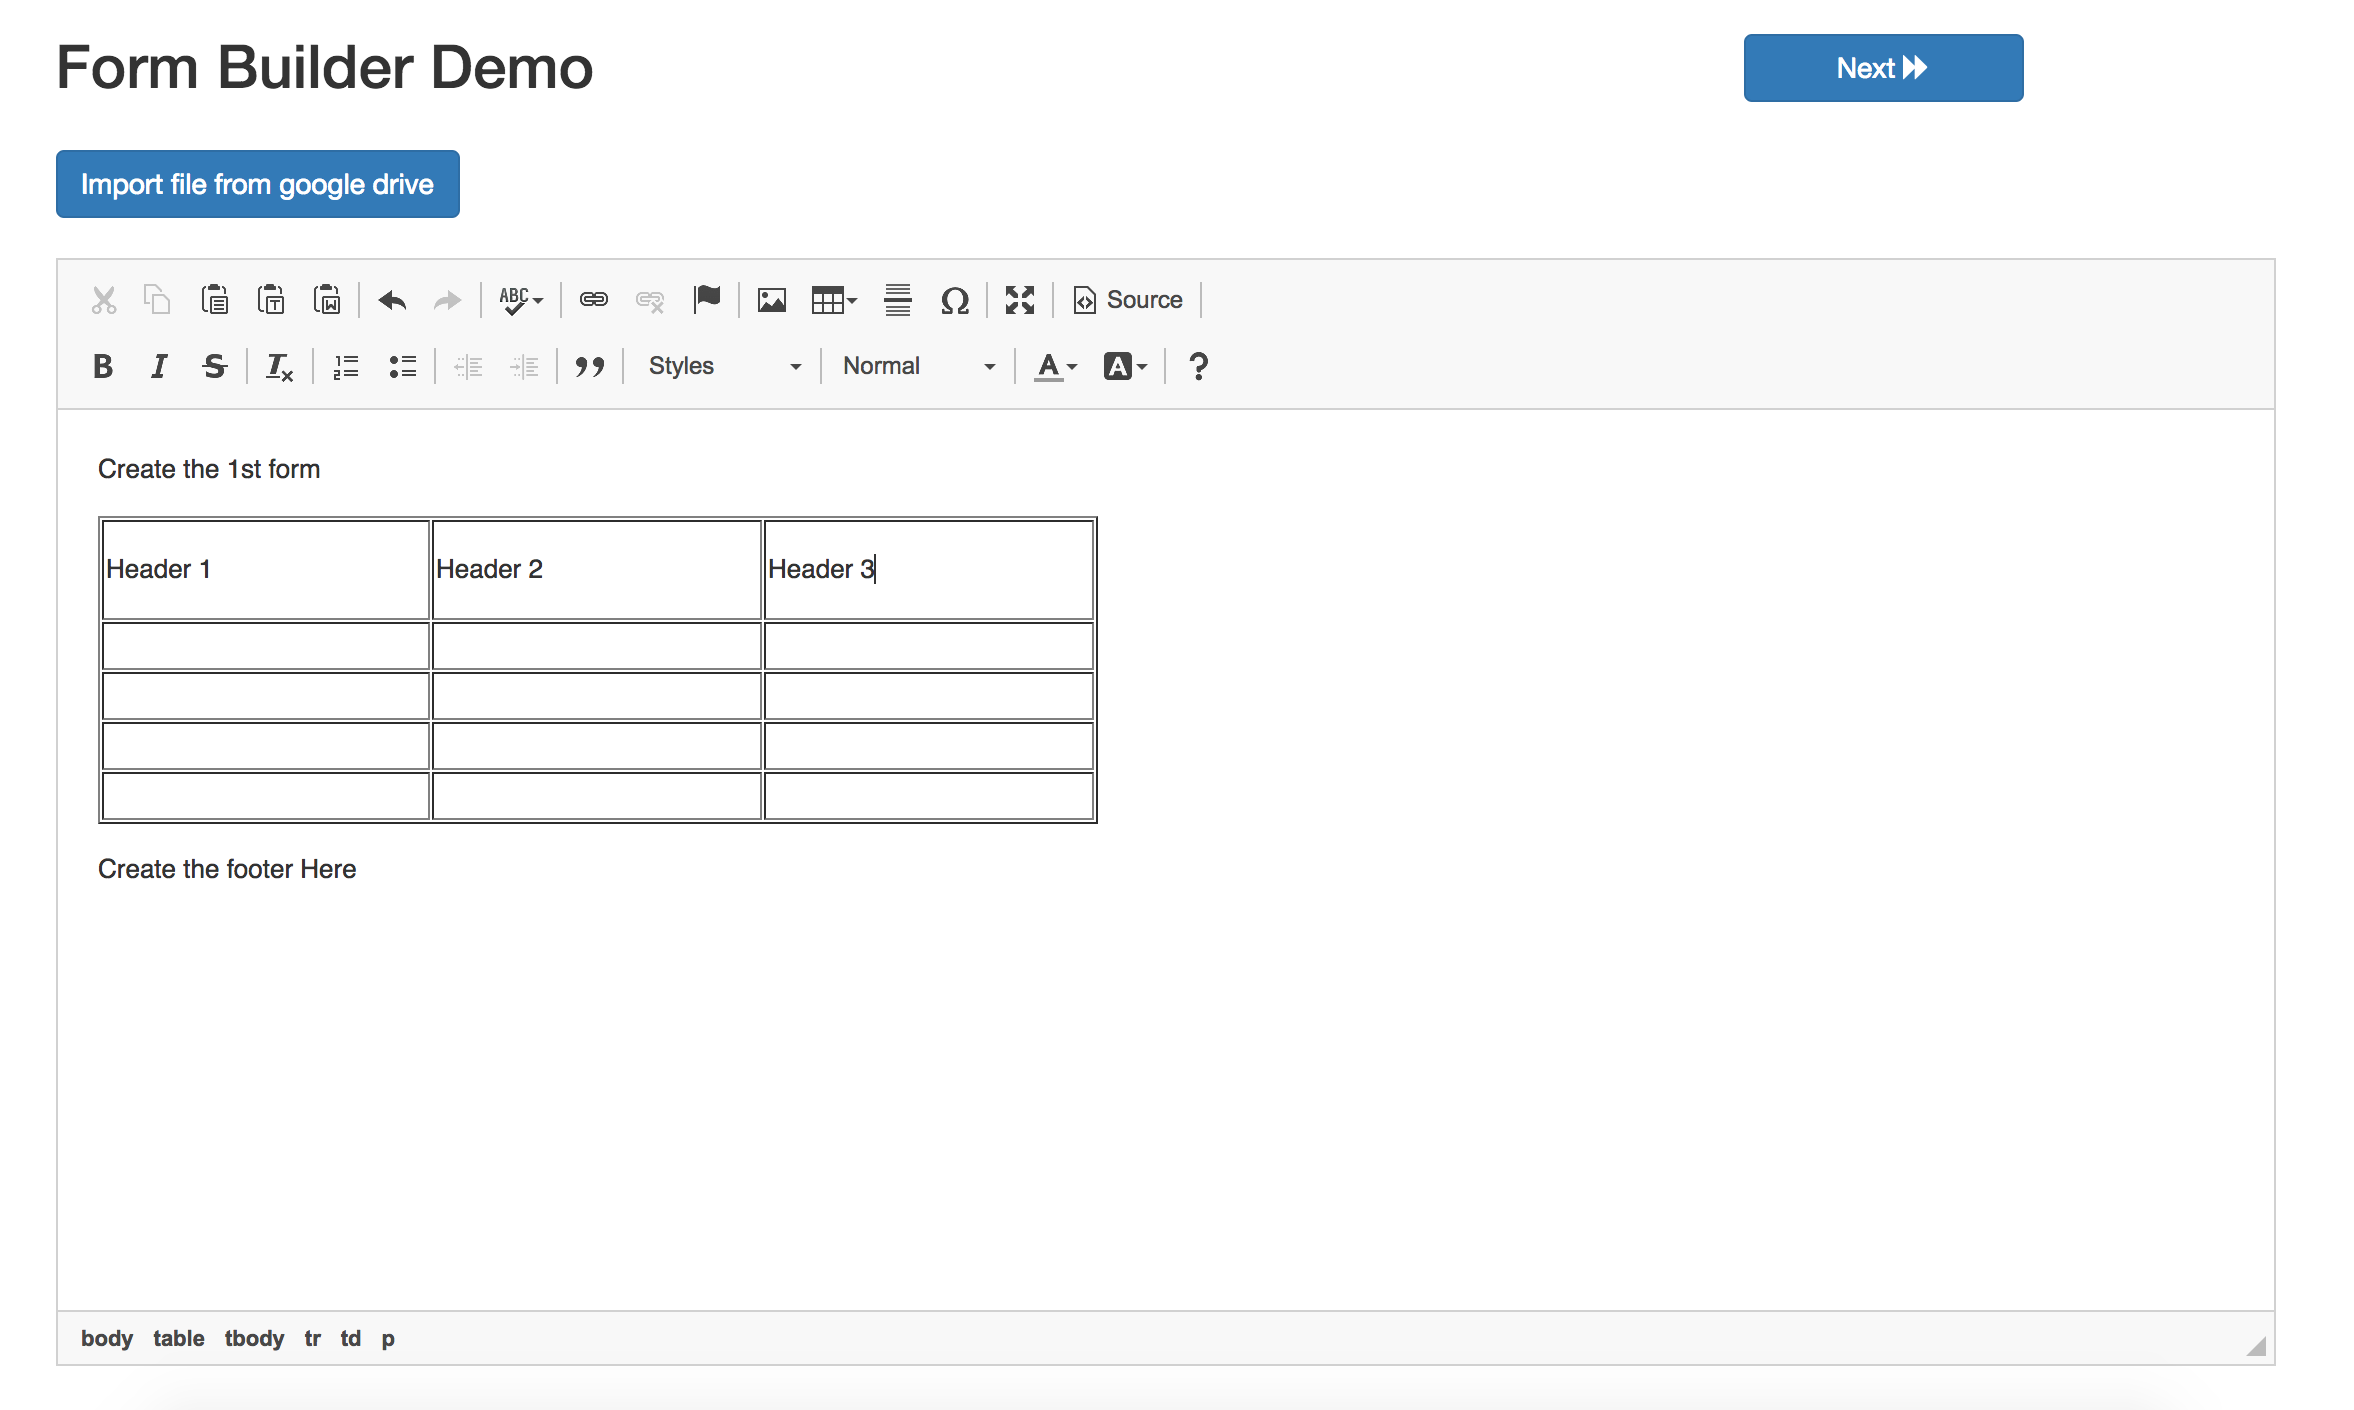 Form Builder Demo
Next
Import file from google drive
ABC
Source
B I S Tx Styles Normal A A ?
Create the 1st form
Header 1 Header 2 Header 3
Create the footer Here
body table tbody tr td p